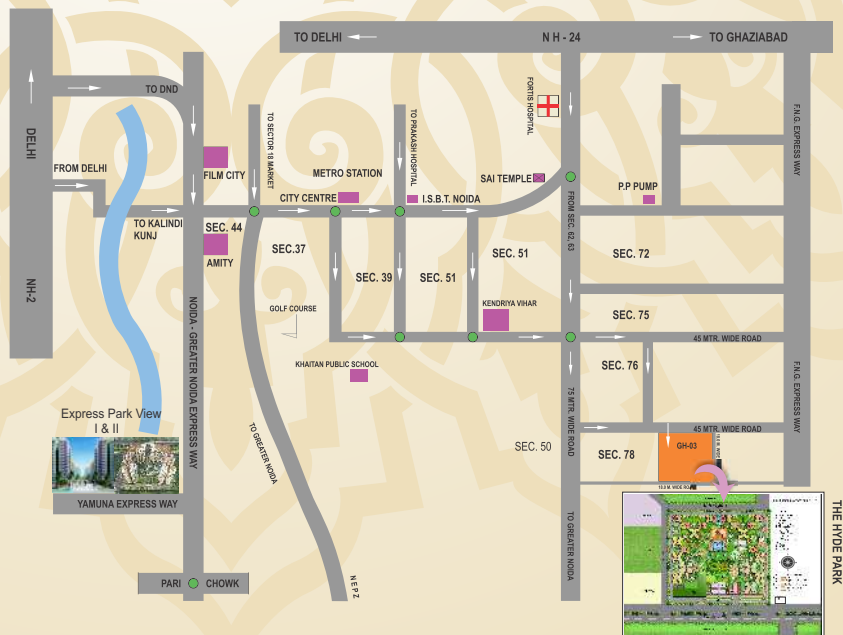 TO DELHI
N H - 24
TO GHAZIABAD
TO DND
DELHI
FROM DELHI
NH-2
TO KALINDI
KUNJ
FILM CITY
SEC. 44
AMITY
TO SECTOR 18 MARKET
METRO STATION
CITY CENTRE
TO PRAKASH HOSPITAL
I.S.B.T. NOIDA
FORTIS HOSPITAL
SAI TEMPLE
P.P PUMP
F.N.G. EXPRESS WAY
FROM SEC. 62, 63
SEC.37
SEC. 39
SEC. 51
SEC. 51
SEC. 72
GOLF COURSE
KENDRIYA VIHAR
SEC. 75
45 MTR. WIDE ROAD
KHAITAN PUBLIC SCHOOL
SEC. 76
F.N.G. EXPRESS WAY
NOIDA - GREATER NOIDA EXPRESS WAY
75 MTR. WIDE ROAD
Express Park View
I & II
TO GREATER NOIDA
SEC. 50
45 MTR. WIDE ROAD
SEC. 78
GH-03
18.0 M. WIDE ROAD
YAMUNA EXPRESS WAY
TO GREATER NOIDA
THE HYDE PARK
PARI
CHOWK
N E P Z